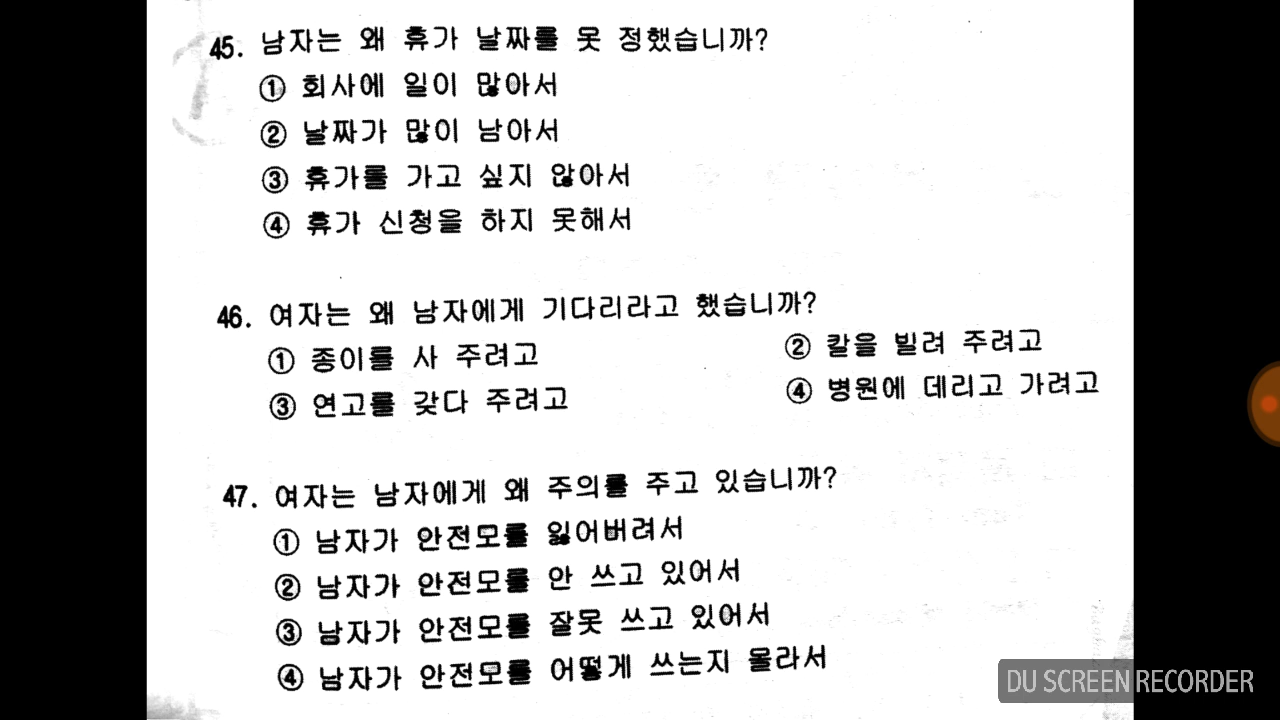 45. 남자는 왜 휴가 날짜를 못 정했습니까?
① 회사에 일이 많아서
② 날짜가 많이 남아서
③ 휴가를 가고 싶지 않아서
④ 휴가 신청을 하지 못해서
46. 여자는 왜 남자에게 기다리라고 했습니까?
① 종이를 사 주려고 ② 칼을 빌려 주려고
③ 연고를 갖다 주려고 ④ 병원에 데리고 가려고
47. 여자는 남자에게 왜 주의를 주고 있습니까?
① 남자가 안전모를 잃어버려서
② 남자가 안전모를 안 쓰고 있어서
③ 남자가 안전모를 잘못 쓰고 있어서
④ 남자가 안전모를 어떻게 쓰는지 몰라서
DU SCREEN RECORDER